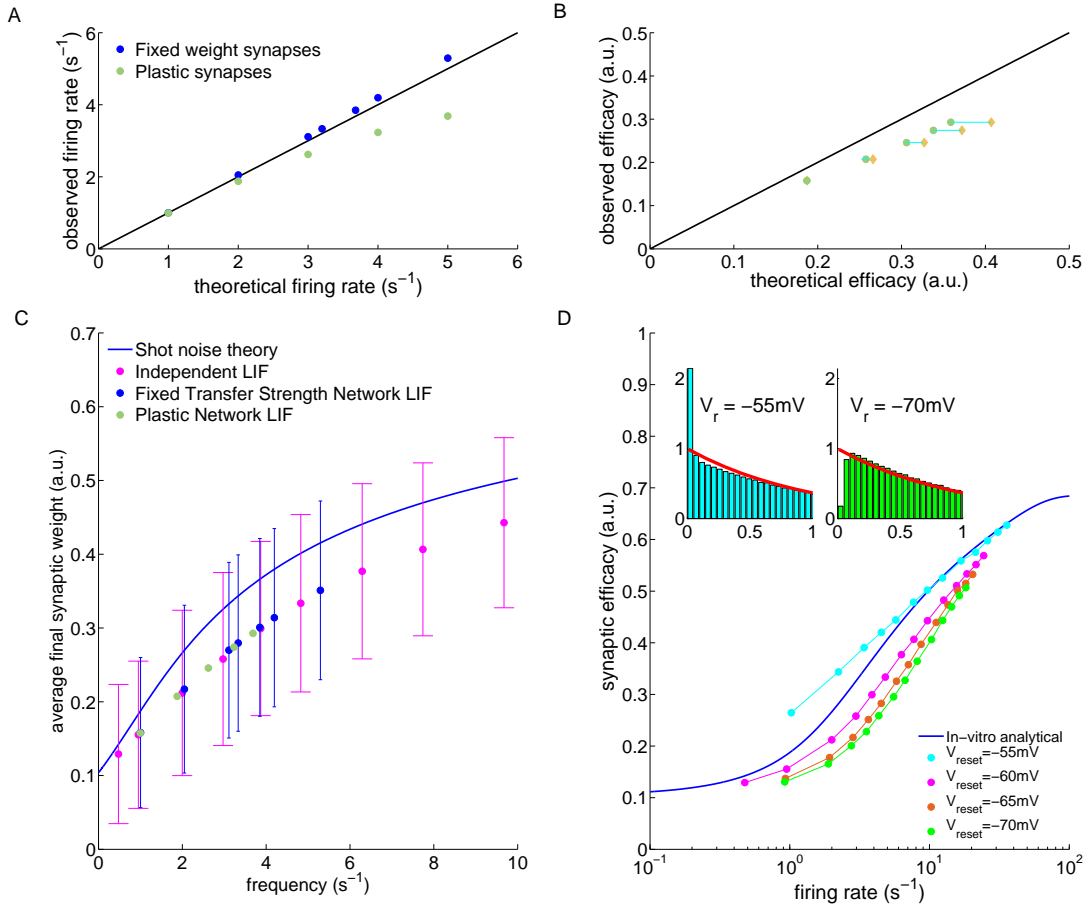 A
observed firing rate (s⁻¹)
6
4
2
0
Fixed weight synapses
Plastic synapses
0 1 2 3 4 5 6
theoretical firing rate (s⁻¹)
B
observed efficacy (a.u.)
0.5
0.4
0.3
0.2
0.1
0
0 0.1 0.2 0.3 0.4 0.5
theoretical efficacy (a.u.)
C
average final synaptic weight (a.u.)
0.7
0.6
0.5
0.4
0.3
0.2
0.1
0
Shot noise theory
Independent LIF
Fixed Transfer Strength Network LIF
Plastic Network LIF
0 2 4 6 8 10
frequency (s⁻¹)
D
synaptic efficacy (a.u.)
1
0.9
0.8
0.7
0.6
0.5
0.4
0.3
0.2
0.1
0
2
1
0
V_r = −55mV
0 0.5 1
2
1
0
V_r = −70mV
0 0.5 1
In−vitro analytical
V_reset=−55mV
V_reset=−60mV
V_reset=−65mV
V_reset=−70mV
10⁻¹ 10⁰ 10¹ 10²
firing rate (s⁻¹)